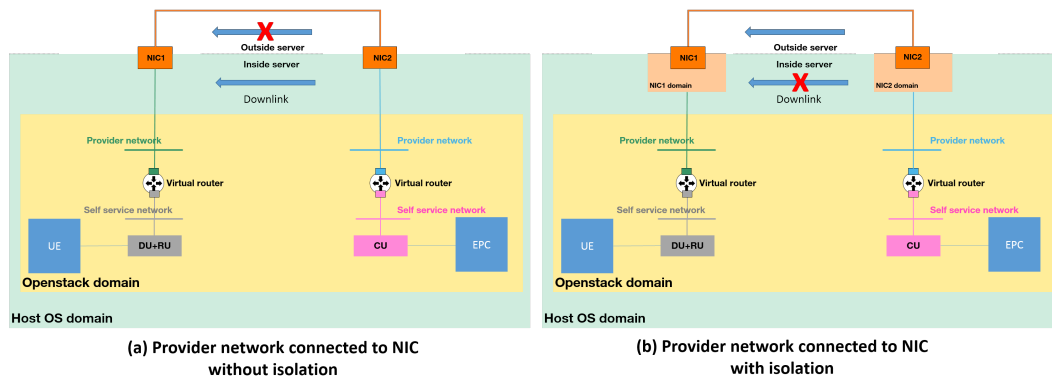 Outside server
NIC1
NIC2
Inside server
Downlink
Provider network
Provider network
Virtual router
Virtual router
Self service network
Self service network
UE
DU+RU
CU
EPC
Openstack domain
Host OS domain
(a) Provider network connected to NIC
without isolation
Outside server
NIC1
NIC2
Inside server
NIC1 domain
NIC2 domain
Downlink
Provider network
Provider network
Virtual router
Virtual router
Self service network
Self service network
UE
DU+RU
CU
EPC
Openstack domain
Host OS domain
(b) Provider network connected to NIC
with isolation